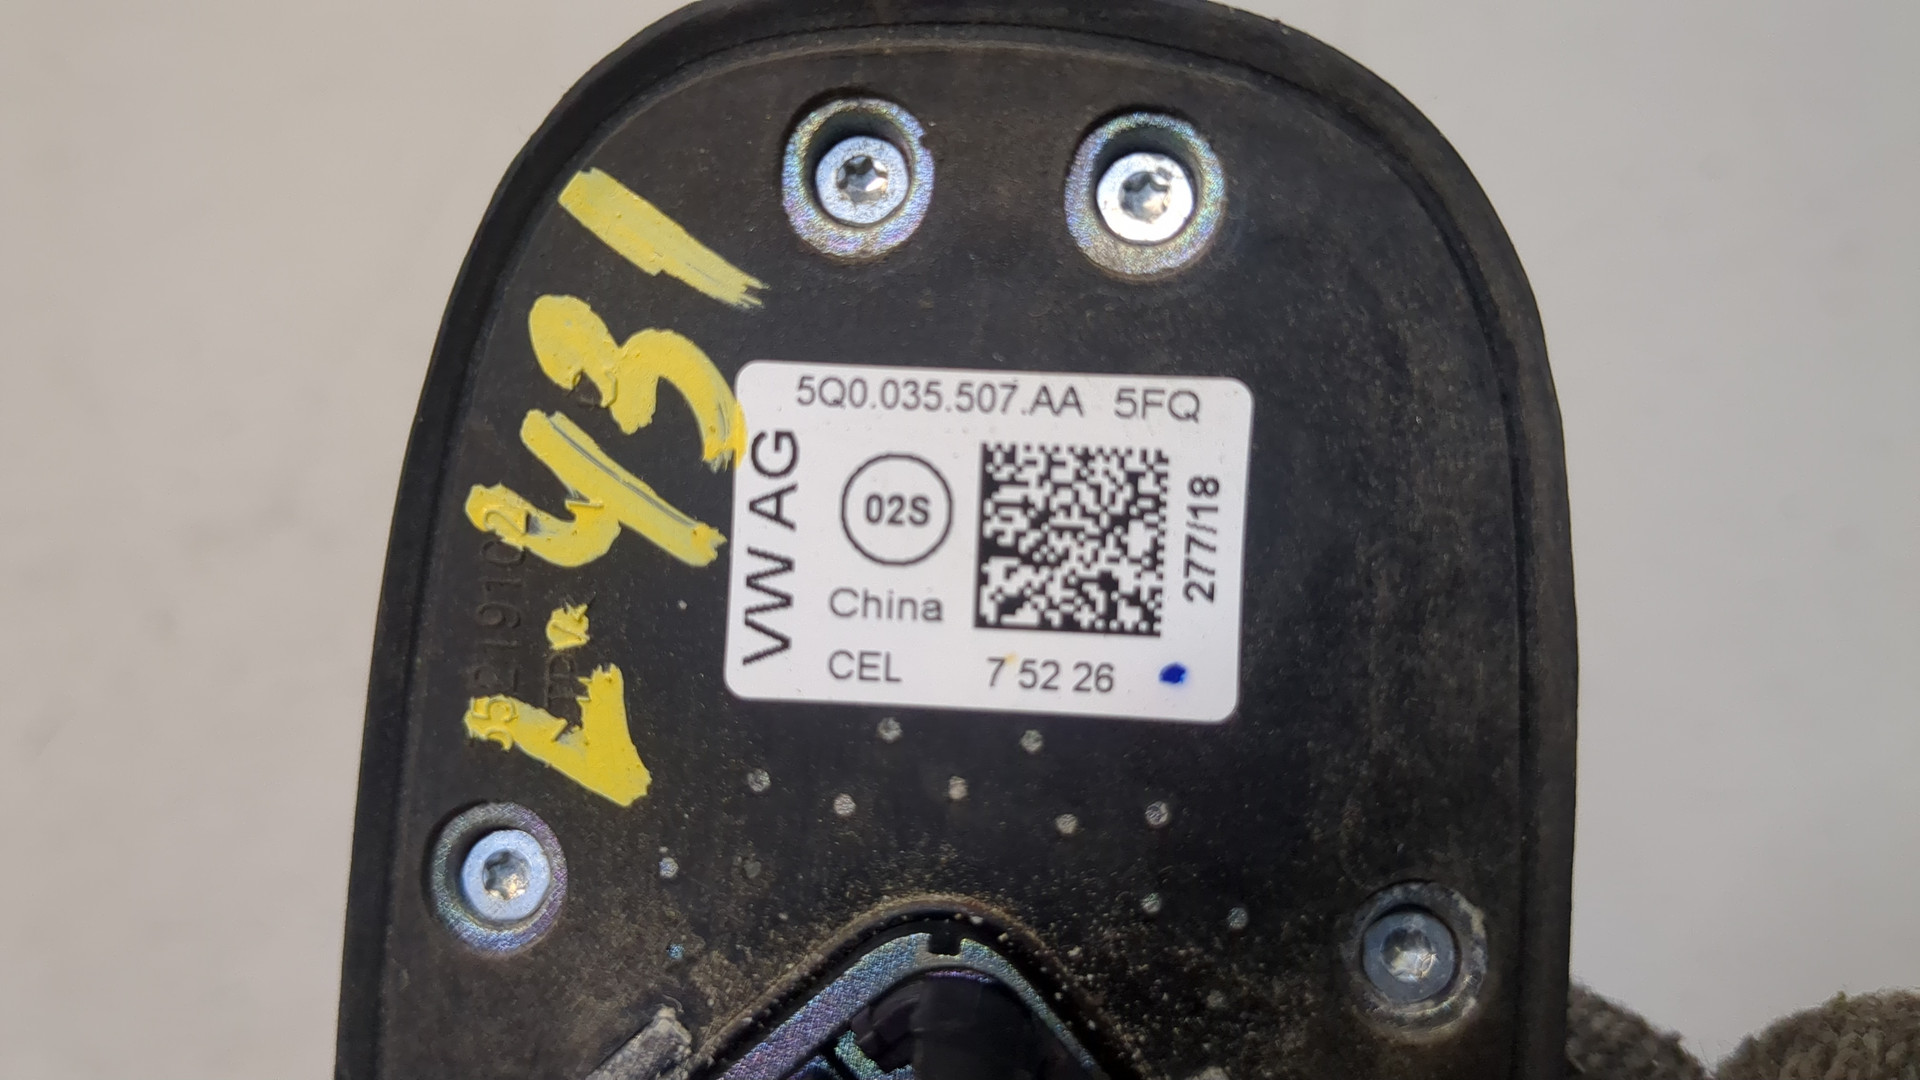 5Q0.035.507.AA 5FQ
VW AG
02S
277/18
China
CEL 7 52 26
431